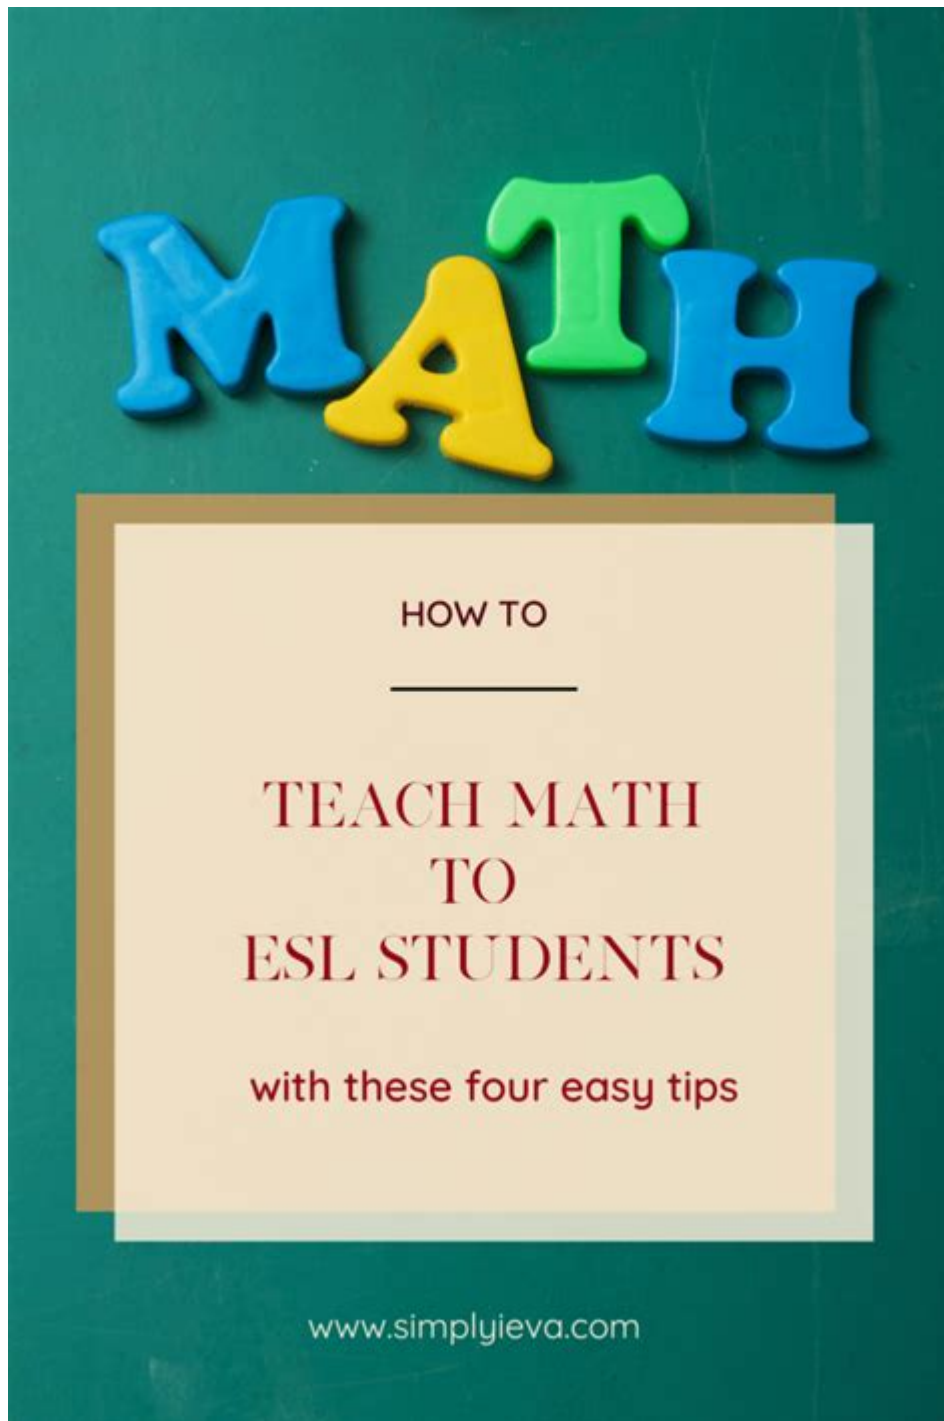 MATH
HOW TO
TEACH MATH
TO
ESL STUDENTS
with these four easy tips
www.simplyieva.com